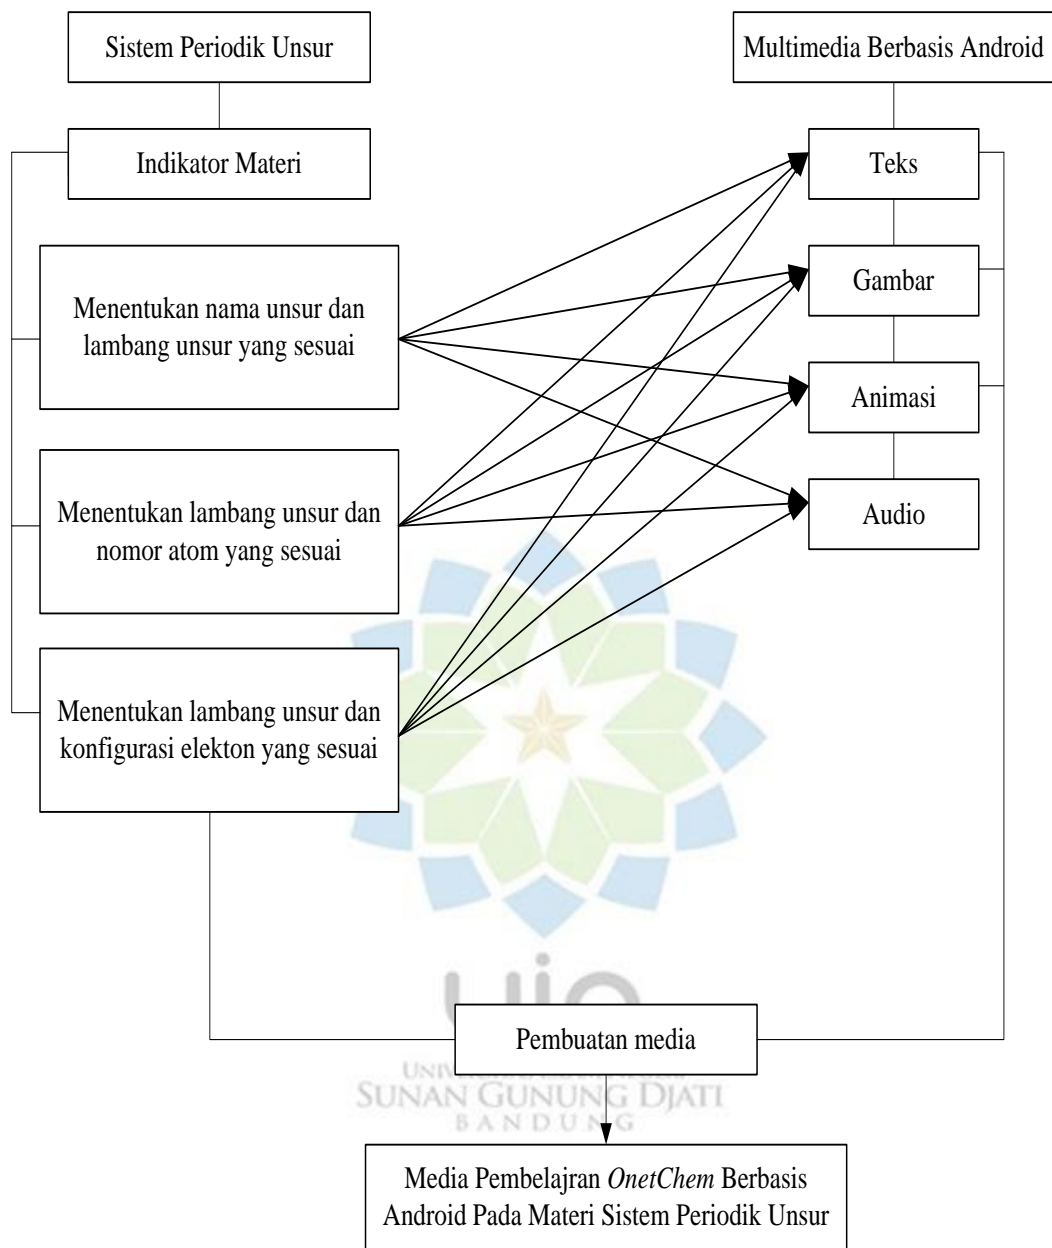 Sistem Periodik Unsur
Multimedia Berbasis Android
Indikator Materi
Teks
Menentukan nama unsur dan
lambang unsur yang sesuai
Gambar
Animasi
Menentukan lambang unsur dan
nomor atom yang sesuai
Audio
Menentukan lambang unsur dan
konfigurasi elekton yang sesuai
uin
Pembuatan media
SUNAN GUNUNG DJATI
BANDUNG
Media Pembelajran OnetChem Berbasis
Android Pada Materi Sistem Periodik Unsur